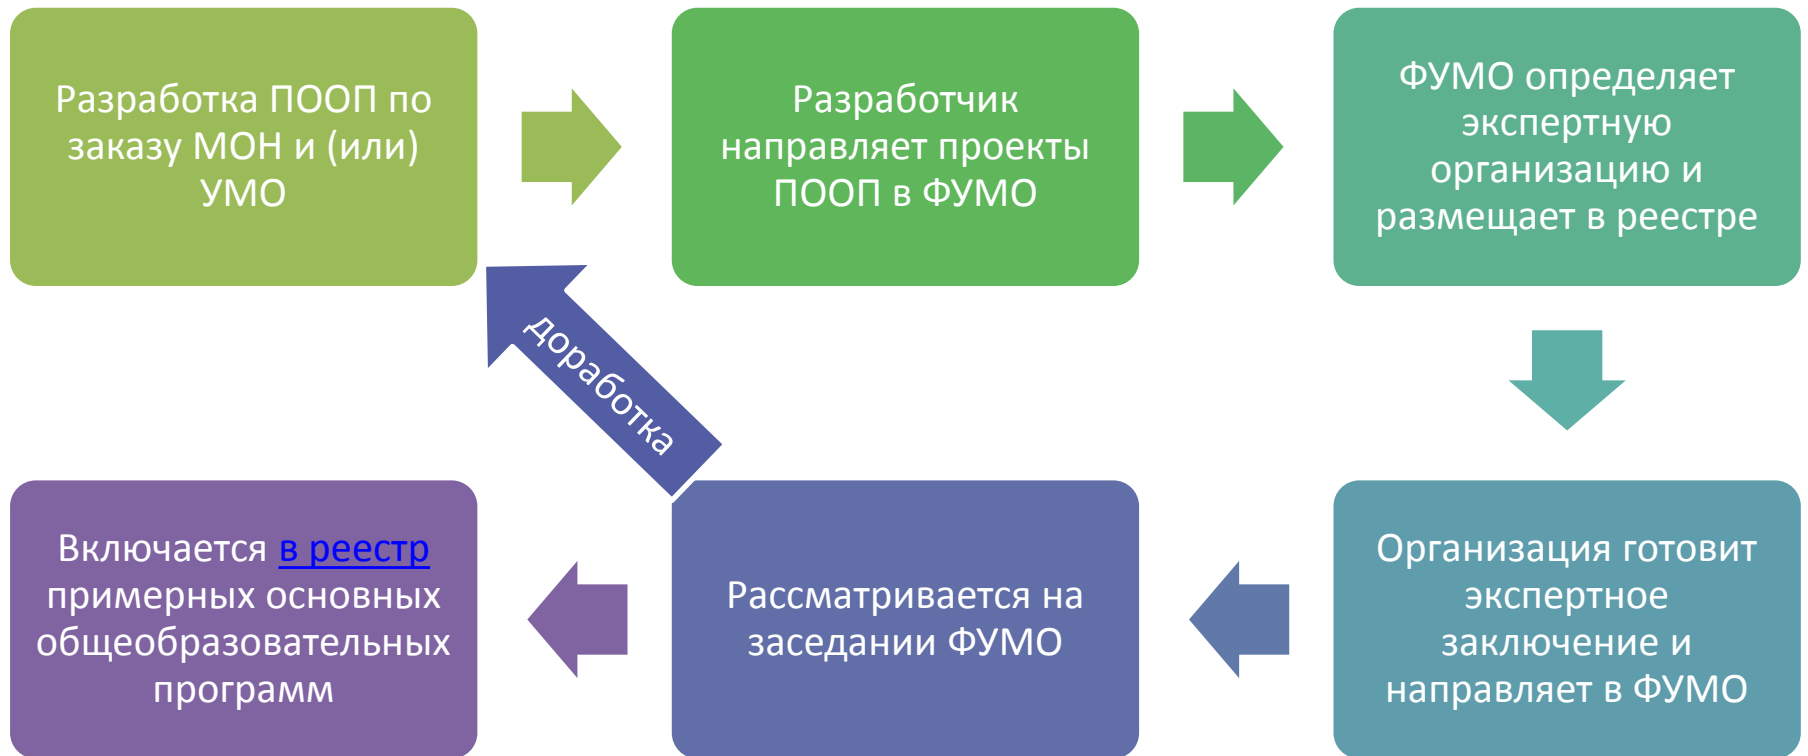 Разработка ПООП по
заказу МОН и (или)
УМО
Разработчик
направляет проекты
ПООП в ФУМО
ФУМО определяет
экспертную
организацию и
размещает в реестре
доработка
Включается в реестр
примерных основных
общеобразовательных
программ
Рассматривается на
заседании ФУМО
Организация готовит
экспертное
заключение и
направляет в ФУМО